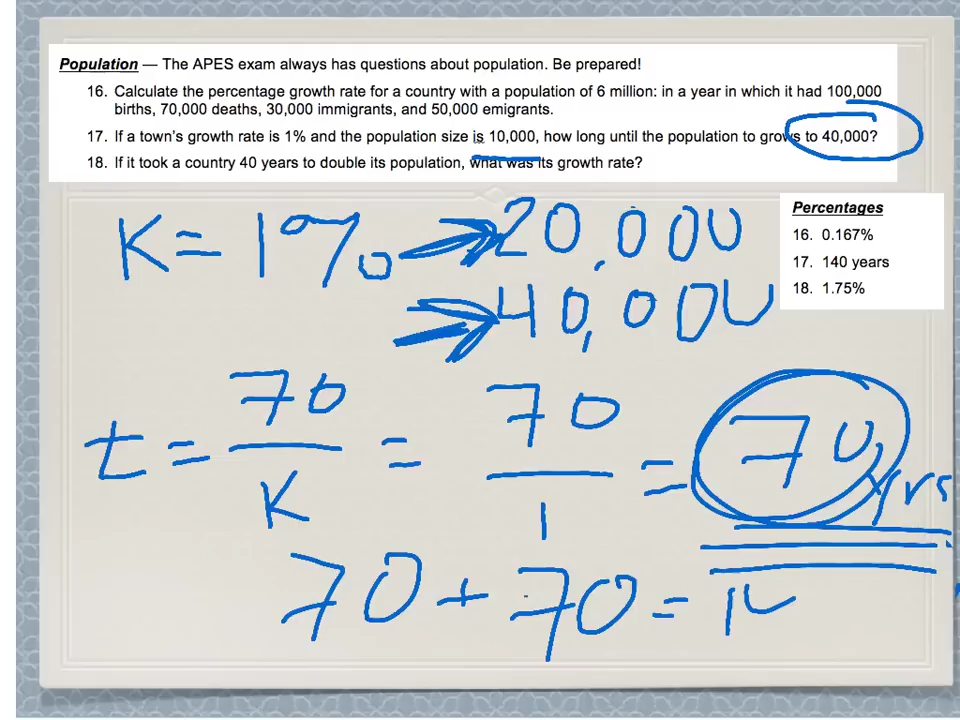 Population — The APES exam always has questions about population. Be prepared!
16. Calculate the percentage growth rate for a country with a population of 6 million: in a year in which it had 100,000
births, 70,000 deaths, 30,000 immigrants, and 50,000 emigrants.
17. If a town's growth rate is 1% and the population size is 10,000, how long until the population to grows to 40,000?
18. If it took a country 40 years to double its population, what was its growth rate?
Percentages
16. 0.167%
17. 140 years
18. 1.75%
K = 1% → 20,000
→ 40,000
t = 70/K = 70/1 = 70 yrs
70 + 70 =